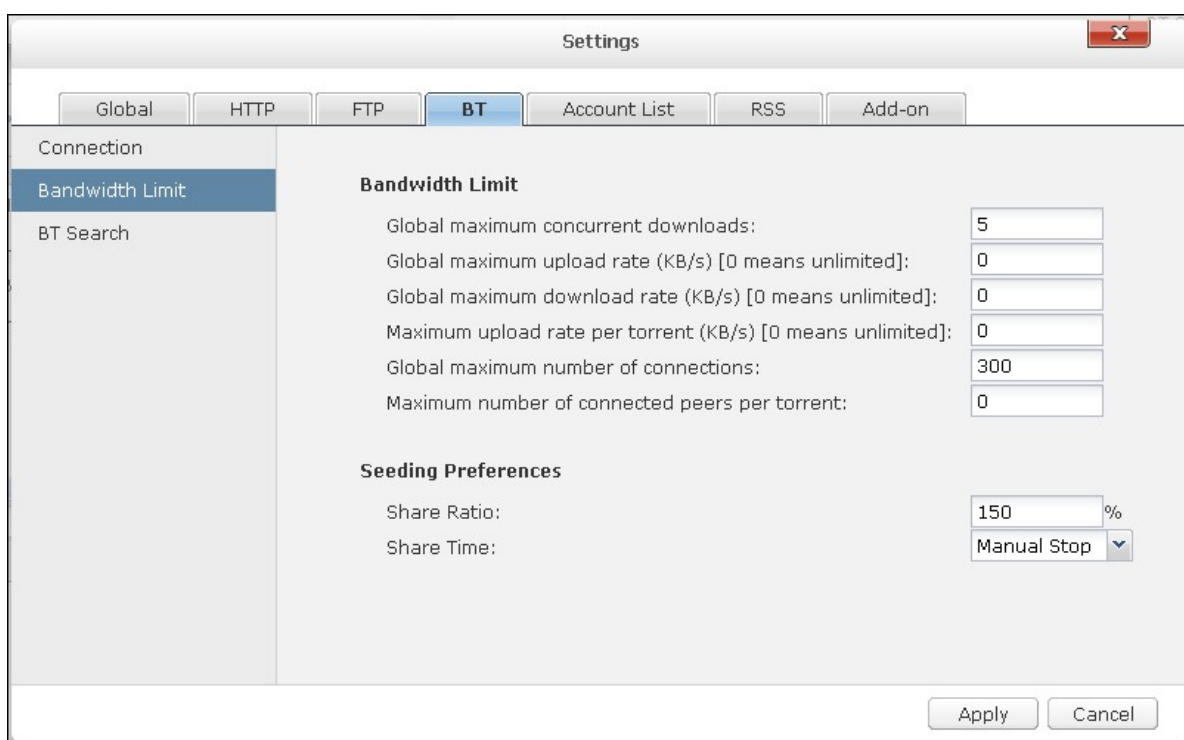 Settings
x
Global HTTP FTP BT Account List RSS Add-on
Connection
Bandwidth Limit
BT Search
Bandwidth Limit
Global maximum concurrent downloads: 5
Global maximum upload rate (KB/s) [0 means unlimited]: 0
Global maximum download rate (KB/s) [0 means unlimited]: 0
Maximum upload rate per torrent (KB/s) [0 means unlimited]: 0
Global maximum number of connections: 300
Maximum number of connected peers per torrent: 0
Seeding Preferences
Share Ratio: 150 %
Share Time: Manual Stop
Apply Cancel